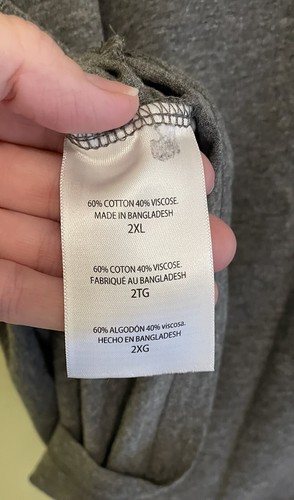 60% COTTON 40% VISCOSE.
MADE IN BANGLADESH
2XL
60% COTON 40% VISCOSE.
FABRIQUÉ AU BANGLADESH
2TG
60% ALGODÓN 40% viscosa.
HECHO EN BANGLADESH
2XG